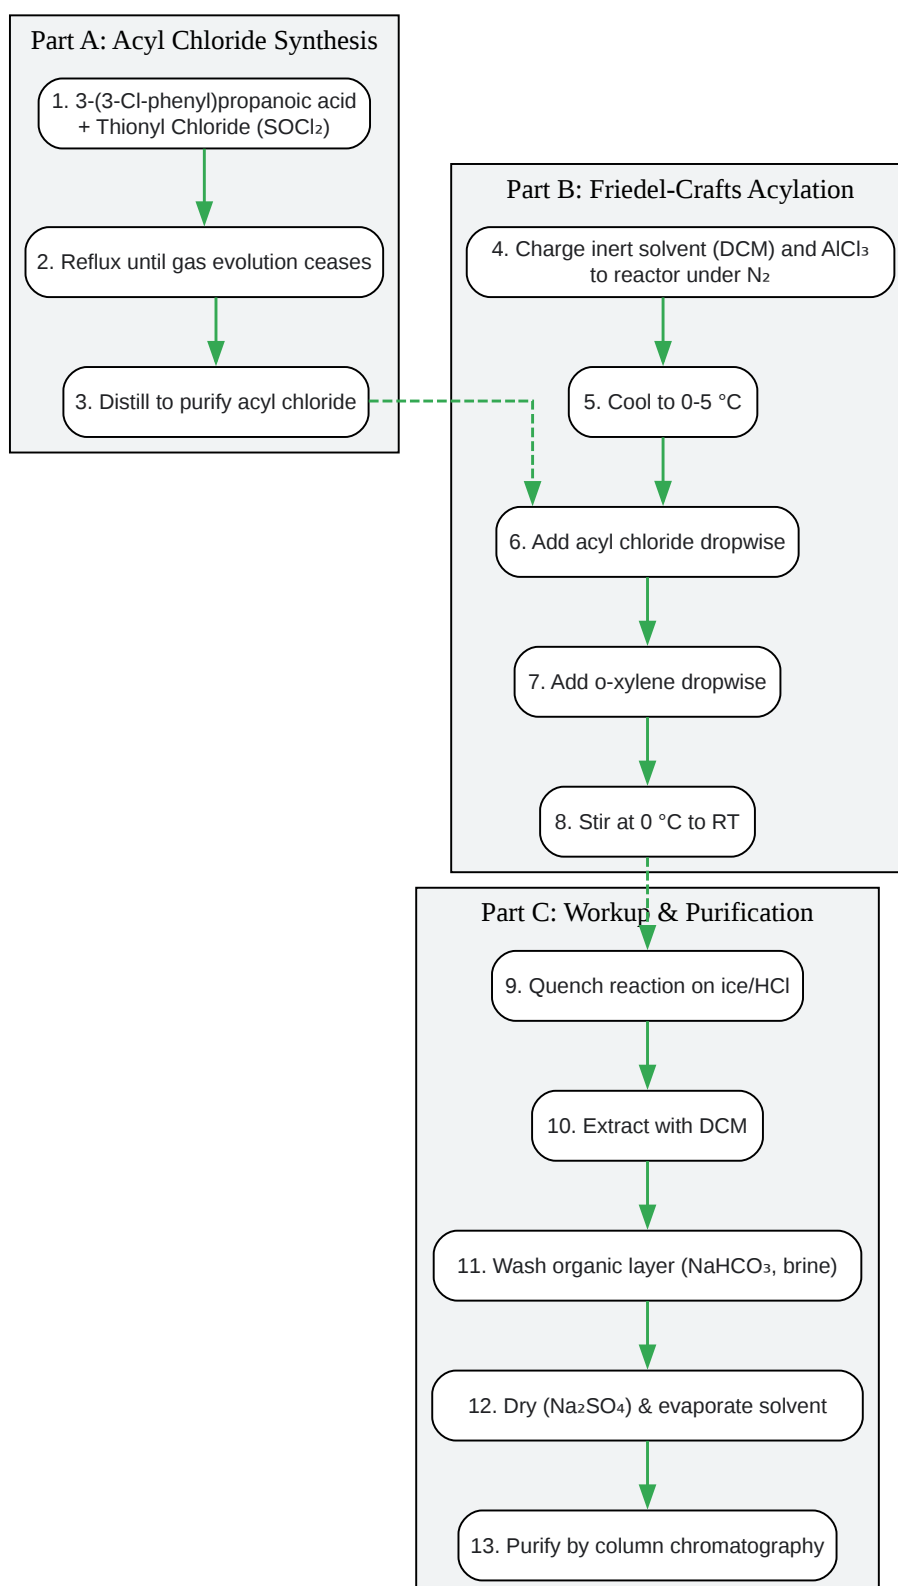 Part A: Acyl Chloride Synthesis
1. 3-(3-Cl-phenyl)propanoic acid
+ Thionyl Chloride (SOCl₂)
2. Reflux until gas evolution ceases
3. Distill to purify acyl chloride
Part B: Friedel-Crafts Acylation
4. Charge inert solvent (DCM) and AlCl₃
to reactor under N₂
5. Cool to 0-5 °C
6. Add acyl chloride dropwise
7. Add o-xylene dropwise
8. Stir at 0 °C to RT
Part C: Workup & Purification
9. Quench reaction on ice/HCl
10. Extract with DCM
11. Wash organic layer (NaHCO₃, brine)
12. Dry (Na₂SO₄) & evaporate solvent
13. Purify by column chromatography